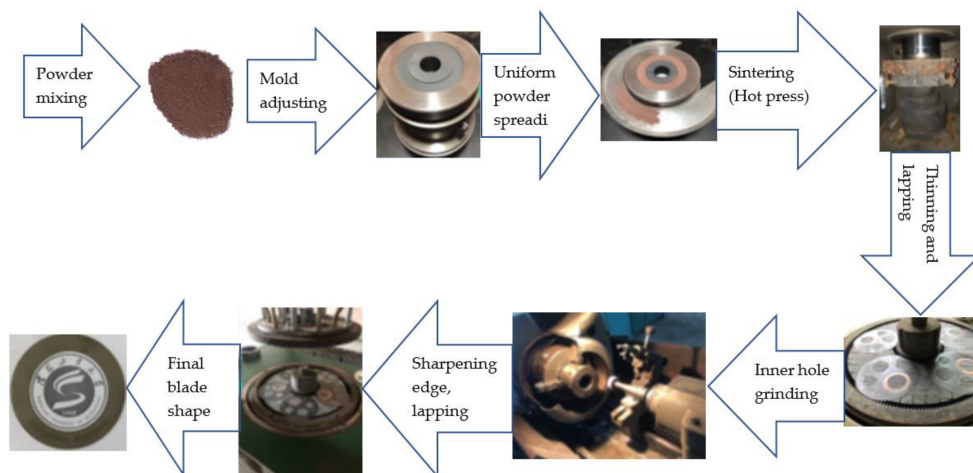 Powder
mixing
Mold
adjusting
Uniform
powder
spreadi
Sintering
(Hot press)
Thinning and
lapping
Inner hole
grinding
Sharpening
edge,
lapping
Final
blade
shape